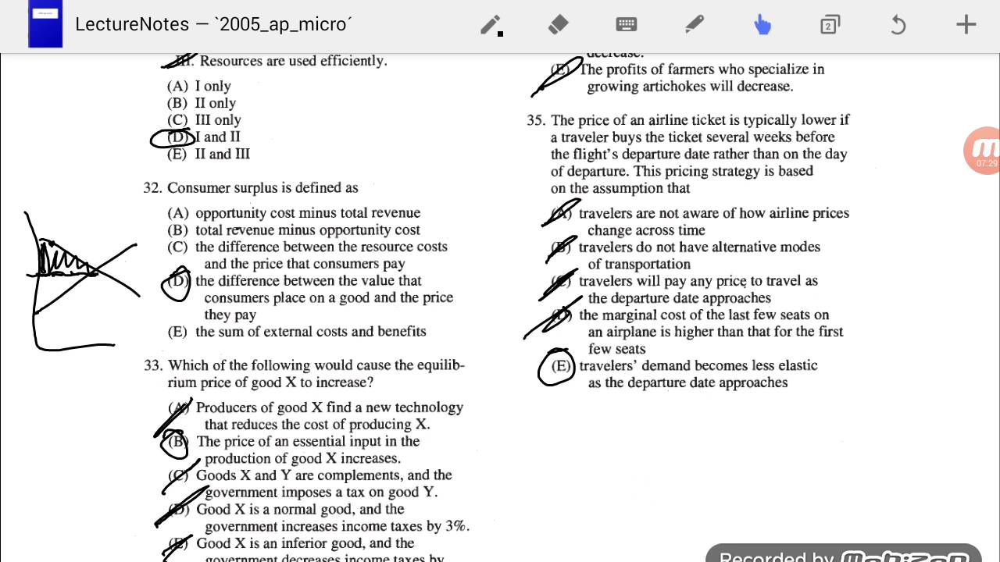 LectureNotes — `2005_ap_micro´
2
III. Resources are used efficiently.
(A) I only
(B) II only
(C) III only
(D) I and II
(E) II and III
32. Consumer surplus is defined as
(A) opportunity cost minus total revenue
(B) total revenue minus opportunity cost
(C) the difference between the resource costs
and the price that consumers pay
(D) the difference between the value that
consumers place on a good and the price
they pay
(E) the sum of external costs and benefits
33. Which of the following would cause the equilib-
rium price of good X to increase?
(A) Producers of good X find a new technology
that reduces the cost of producing X.
(B) The price of an essential input in the
production of good X increases.
(C) Goods X and Y are complements, and the
government imposes a tax on good Y.
(D) Good X is a normal good, and the
government increases income taxes by 3%.
(E) Good X is an inferior good, and the
government decreases income taxes by
decrease.
(E) The profits of farmers who specialize in
growing artichokes will decrease.
35. The price of an airline ticket is typically lower if
a traveler buys the ticket several weeks before
the flight's departure date rather than on the day
of departure. This pricing strategy is based
on the assumption that
(A) travelers are not aware of how airline prices
change across time
(B) travelers do not have alternative modes
of transportation
(C) travelers will pay any price to travel as
the departure date approaches
(D) the marginal cost of the last few seats on
an airplane is higher than that for the first
few seats
(E) travelers' demand becomes less elastic
as the departure date approaches
07:29
Recorded by Mobizen